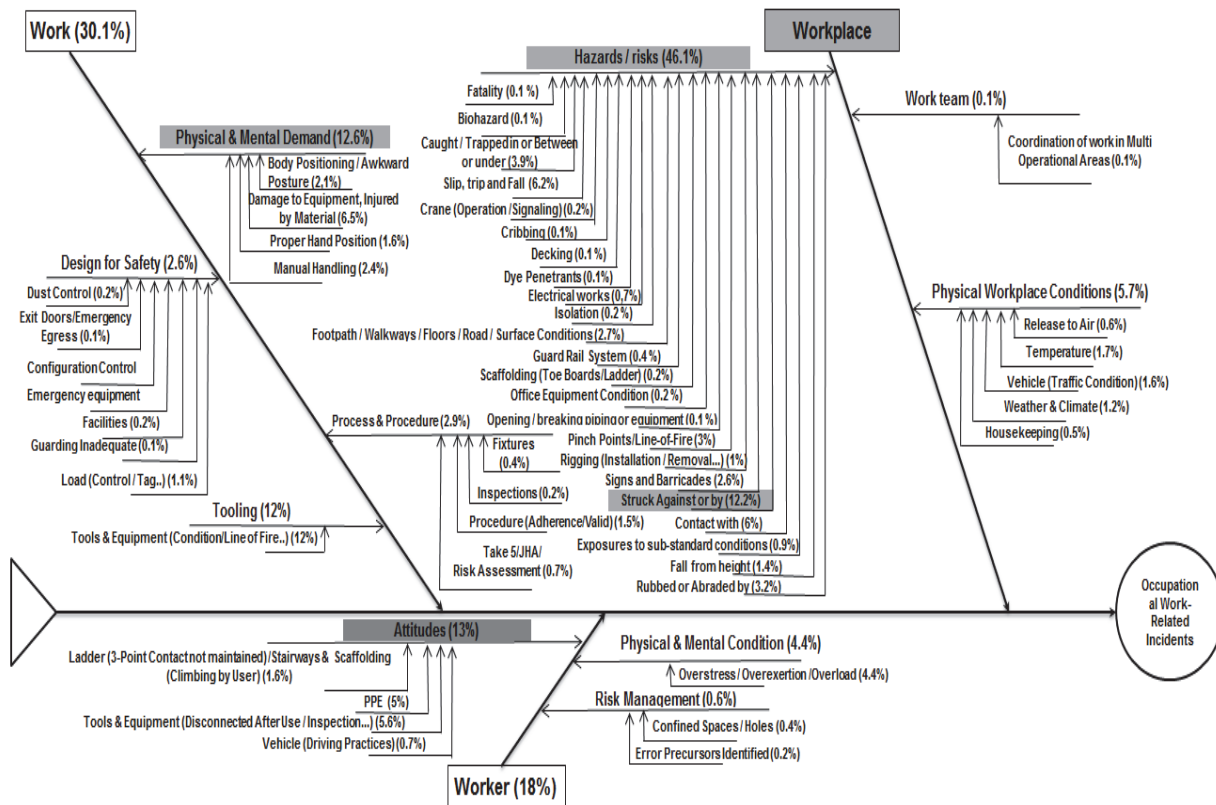 Work (30.1%)
Physical & Mental Demand (12.6%)
Body Positioning / Awkward
Posture (2,1%)
Damage to Equipment, Injured
by Material (6.5%)
Proper Hand Position (1.6%)
Manual Handling (2.4%)
Design for Safety (2.6%)
Dust Control (0.2%)
Exit Doors/Emergency
Egress (0.1%)
Configuration Control
Emergency equipment
Facilities (0.2%)
Guarding Inadequate (0.1%)
Load (Control / Tag..) (1.1%)
Process & Procedure (2.9%)
Fixtures
(0.4%)
Inspections (0.2%)
Procedure (Adherence/Valid) (1.5%)
Take 5/JHA/
Risk Assessment (0.7%)
Tooling (12%)
Tools & Equipment (Condition/Line of Fire..) (12%)
Workplace
Hazards / risks (46.1%)
Fatality (0.1 %)
Biohazard (0.1 %)
Caught / Trapped in or Between
or under (3.9%)
Slip, trip and Fall (6.2%)
Crane (Operation / Signaling) (0.2%)
Cribbing (0.1%)
Decking (0.1 %)
Dye Penetrants (0.1%)
Electrical works (0,7%)
Isolation (0.2 %)
Footpath / Walkways / Floors / Road / Surface Conditions (2.7%)
Guard Rail System (0.4 %)
Scaffolding (Toe Boards/Ladder) (0.2%)
Office Equipment Condition (0.2 %)
Opening / breaking piping or equipment (0.1 %)
Pinch Points/Line-of-Fire (3%)
Rigging (Installation / Removal...) (1%)
Signs and Barricades (2.6%)
Struck Against or by (12.2%)
Contact with (6%)
Exposures to sub-standard conditions (0.9%)
Fall from height (1.4%)
Rubbed or Abraded by (3.2%)
Work team (0.1%)
Coordination of work in Multi
Operational Areas (0.1%)
Physical Workplace Conditions (5.7%)
Release to Air (0.6%)
Temperature (1.7%)
Vehicle (Traffic Condition) (1.6%)
Weather & Climate (1.2%)
Housekeeping (0.5%)
Occupation
al Work-
Related
Incidents
Attitudes (13%)
Ladder (3-Point Contact not maintained) / Stairways & Scaffolding
(Climbing by User) (1.6%)
PPE (5%)
Tools & Equipment (Disconnected After Use / Inspection...) (5.6%)
Vehicle (Driving Practices) (0.7%)
Physical & Mental Condition (4.4%)
Overstress / Overexertion /Overload (4.4%)
Risk Management (0.6%)
Confined Spaces / Holes (0.4%)
Error Precursors Identified (0.2%)
Worker (18%)